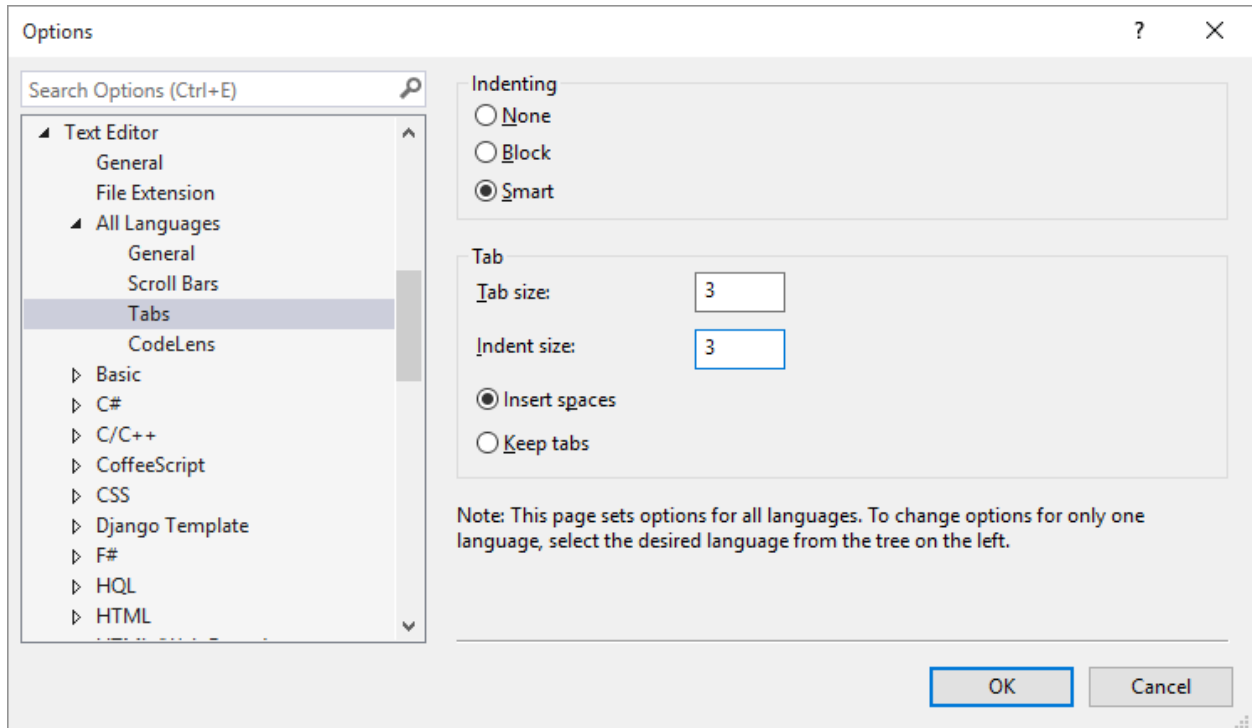 Options
?
Search Options (Ctrl+E)
Text Editor
General
File Extension
All Languages
General
Scroll Bars
Tabs
CodeLens
Basic
C#
C/C++
CoffeeScript
CSS
Django Template
F#
HQL
HTML
Indenting
None
Block
Smart
Tab
Tab size:
3
Indent size:
3
Insert spaces
Keep tabs
Note: This page sets options for all languages. To change options for only one
language, select the desired language from the tree on the left.
OK
Cancel